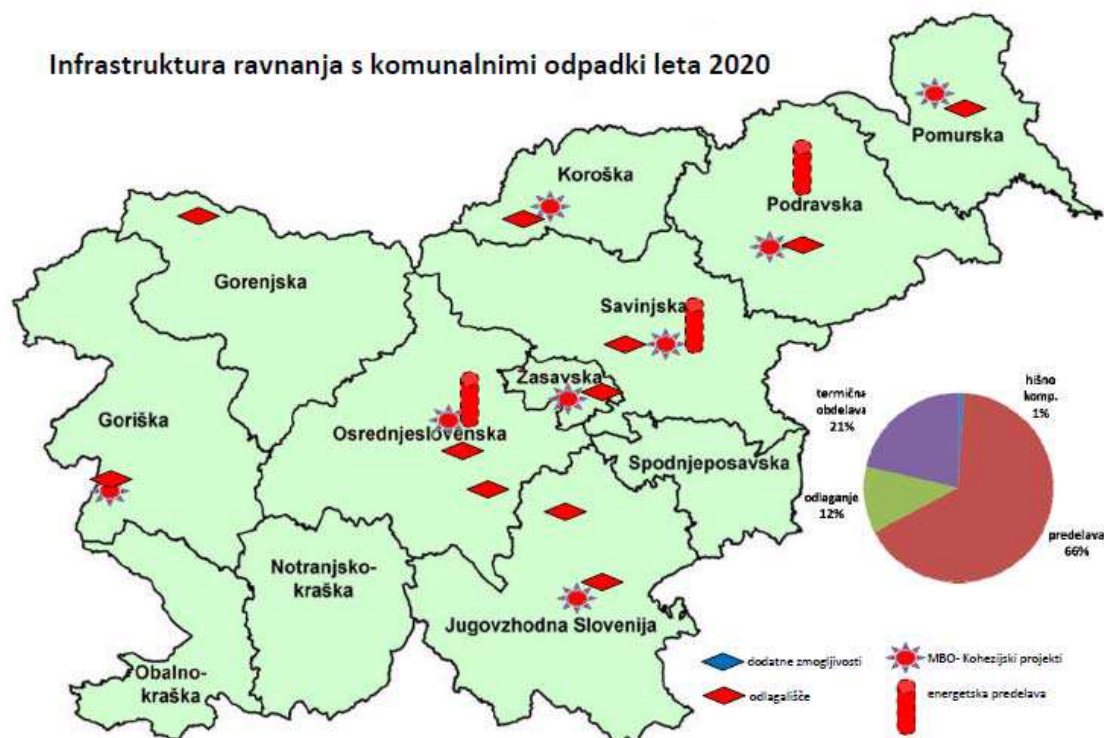 Infrastruktura ravnanja s komunalnimi odpadki leta 2020
Pomurska
Koroška
Podravska
Gorenjska
Savinjska
Zasavska
Goriška
Osrednjeslovenska
Spodnjeposavska
Notranjsko-
kraška
Jugovzhodna Slovenija
Obalno-
kraška
termična
obdelava
21%
hišno
komp.
1%
odlaganje
12%
predelava
66%
dodatne zmogljivosti
MBO- Kohezijski projekti
odlagališče
energetska predelava